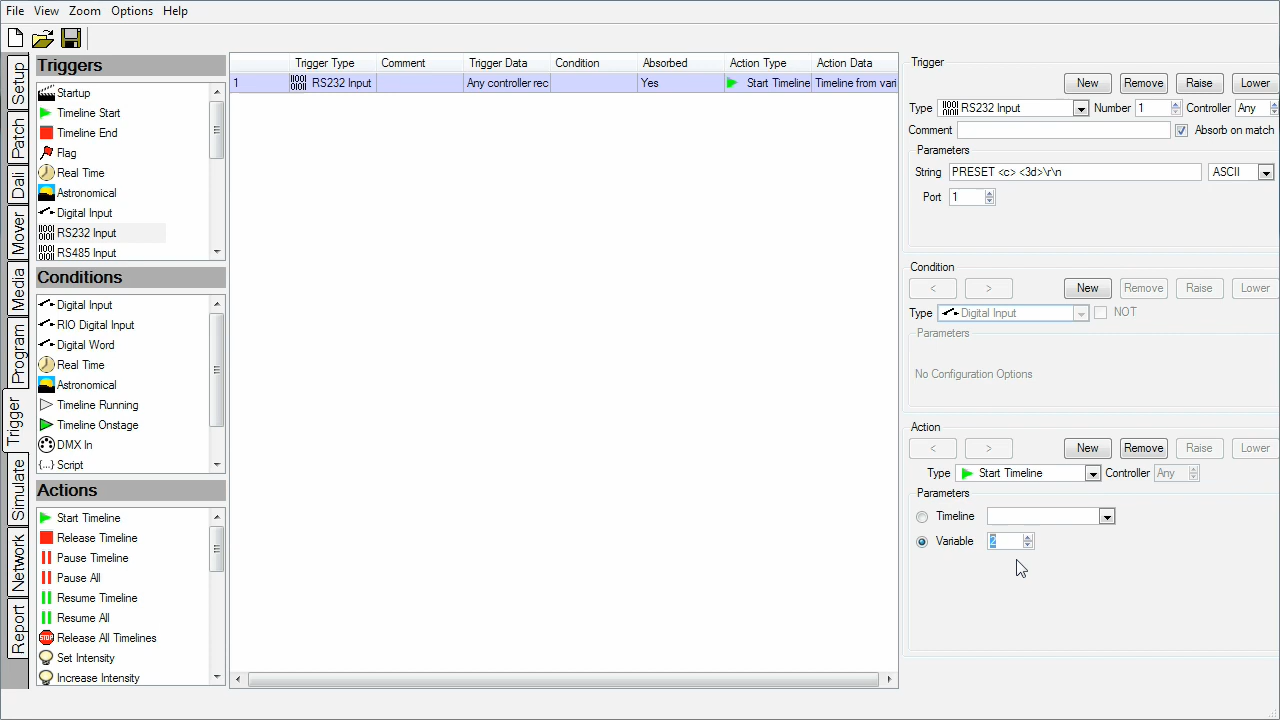 File View Zoom Options Help
Setup
Patch
Dali
Mover
Media
Program
Trigger
Simulate
Network
Report
Triggers
Startup
Timeline Start
Timeline End
Flag
Real Time
Astronomical
Digital Input
RS232 Input
RS485 Input
Conditions
Digital Input
RIO Digital Input
Digital Word
Real Time
Astronomical
Timeline Running
Timeline Onstage
DMX In
{...} Script
Actions
Start Timeline
Release Timeline
Pause Timeline
Pause All
Resume Timeline
Resume All
Release All Timelines
Set Intensity
Increase Intensity
Trigger Type Comment Trigger Data Condition Absorbed Action Type Action Data
1 RS232 Input Any controller rec Yes Start Timeline Timeline from vari
Trigger
New Remove Raise Lower
Type RS232 Input Number 1 Controller Any
Comment Absorb on match
Parameters
String PRESET <c> <3d>\r\n ASCII
Port 1
Condition
< > New Remove Raise Lower
Type Digital Input NOT
Parameters
No Configuration Options
Action
< > New Remove Raise Lower
Type Start Timeline Controller Any
Parameters
Timeline
Variable 2